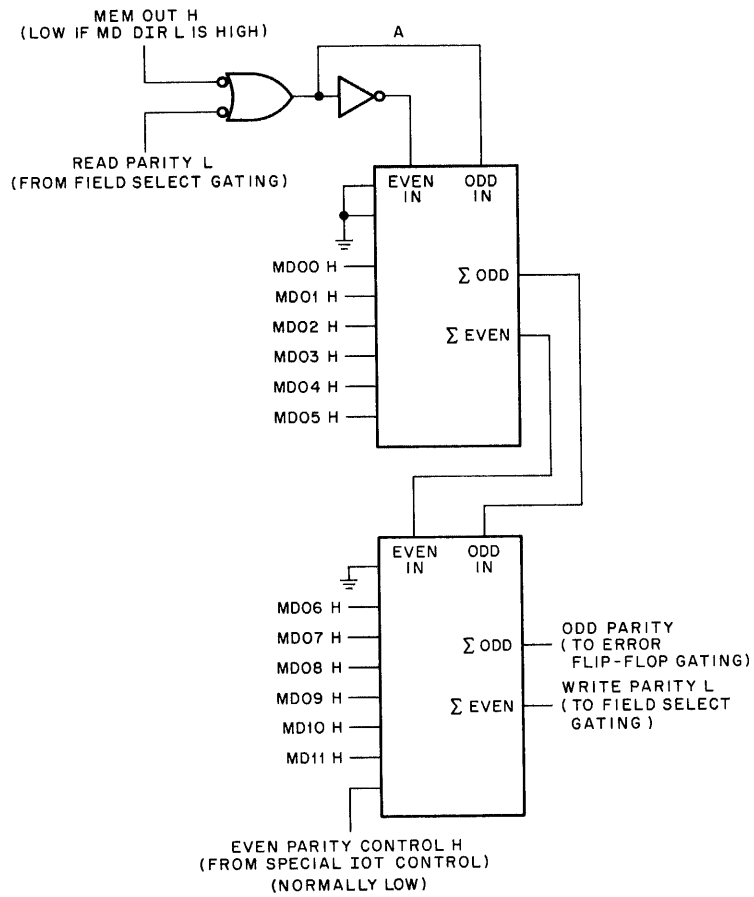 MEM OUT H
(LOW IF MD DIR L IS HIGH)
A
READ PARITY L
(FROM FIELD SELECT GATING)
EVEN IN
ODD IN
MD00 H
MD01 H
MD02 H
MD03 H
MD04 H
MD05 H
Σ ODD
Σ EVEN
EVEN IN
ODD IN
MD06 H
MD07 H
MD08 H
MD09 H
MD10 H
MD11 H
Σ ODD
Σ EVEN
ODD PARITY
(TO ERROR
FLIP-FLOP GATING)
WRITE PARITY L
(TO FIELD SELECT
GATING)
EVEN PARITY CONTROL H
(FROM SPECIAL IOT CONTROL)
(NORMALLY LOW)